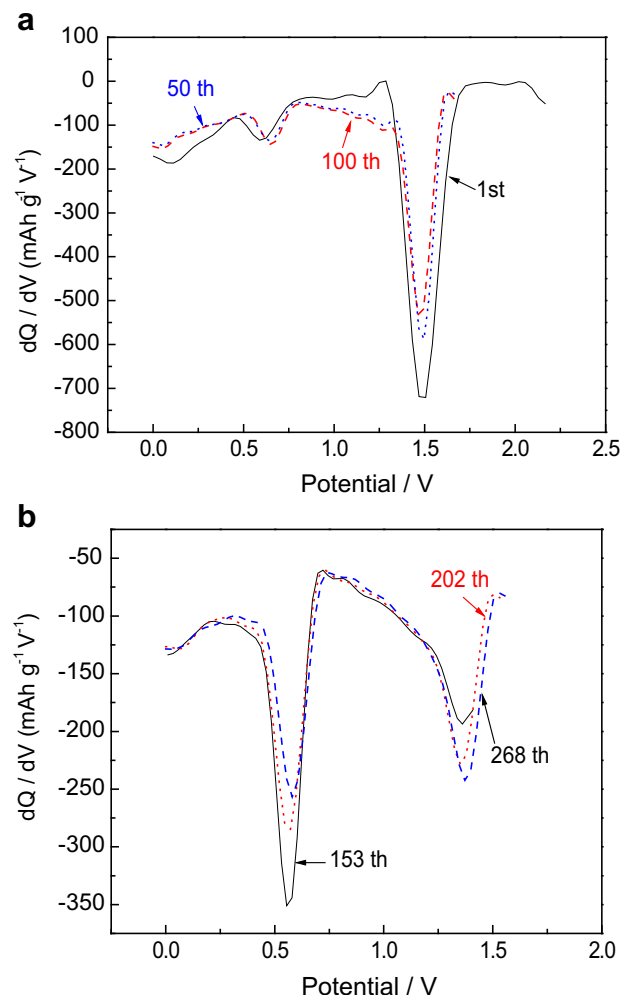 a
100
0
-100
-200
-300
-400
-500
-600
-700
-800
dQ / dV (mAh g-1 V-1)
50 th
100 th
1st
0.0 0.5 1.0 1.5 2.0 2.5
Potential / V
b
-50
-100
-150
-200
-250
-300
-350
dQ / dV (mAh g-1 V-1)
202 th
268 th
153 th
0.0 0.5 1.0 1.5 2.0
Potential / V